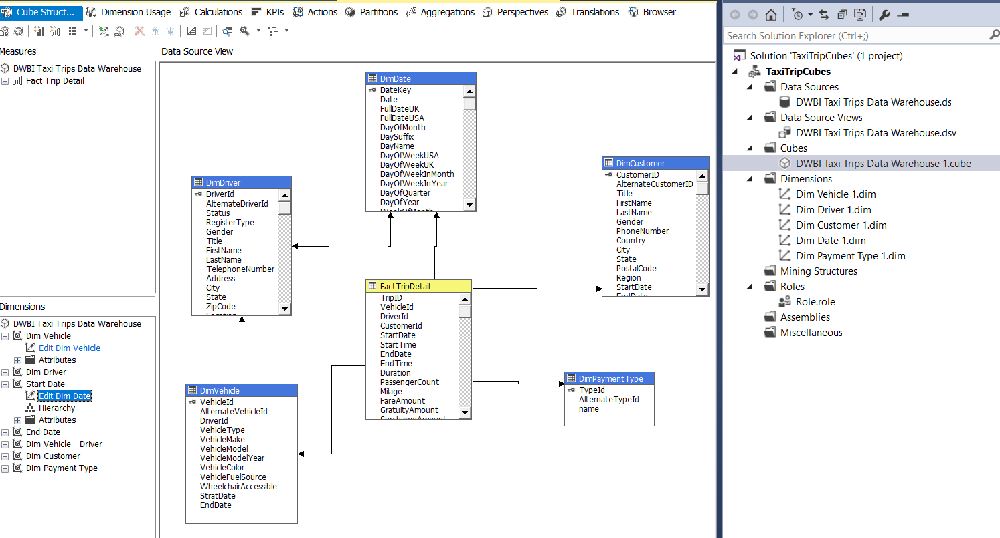 Cube Struct...
Dimension Usage
Calculations
KPIs
Actions
Partitions
Aggregations
Perspectives
Translations
Browser
Measures
DWBI Taxi Trips Data Warehouse
Fact Trip Detail
Dimensions
DWBI Taxi Trips Data Warehouse
Dim Vehicle
Edit Dim Vehicle
Attributes
Dim Driver
Start Date
Edit Dim Date
Hierarchy
Attributes
End Date
Dim Vehicle - Driver
Dim Customer
Dim Payment Type
Data Source View
DimDate
DateKey
Date
FullDateUK
FullDateUSA
DayOfMonth
DaySuffix
DayName
DayOfWeekUSA
DayOfWeekUK
DayOfWeekInMonth
DayOfWeekInYear
DayOfQuarter
DayOfYear
WeekOfMonth
DimDriver
DriverId
AlternateDriverId
Status
RegisterType
Gender
Title
FirstName
LastName
TelephoneNumber
Address
City
State
ZipCode
Location
DimCustomer
CustomerID
AlternateCustomerID
Title
FirstName
LastName
Gender
PhoneNumber
Country
City
State
PostalCode
Region
StartDate
EndDate
FactTripDetail
TripID
VehicleId
DriverId
CustomerId
StartDate
StartTime
EndDate
EndTime
Duration
PassengerCount
Milage
FareAmount
GratuityAmount
SurchargeAmount
DimVehicle
VehicleId
AlternateVehicleId
DriverId
VehicleType
VehicleMake
VehicleModel
VehicleModelYear
VehicleColor
VehicleFuelSource
WheelchairAccessible
StratDate
EndDate
DimPaymentType
TypeId
AlternateTypeId
name
Search Solution Explorer (Ctrl+;)
Solution 'TaxiTripCubes' (1 project)
TaxiTripCubes
Data Sources
DWBI Taxi Trips Data Warehouse.ds
Data Source Views
DWBI Taxi Trips Data Warehouse.dsv
Cubes
DWBI Taxi Trips Data Warehouse 1.cube
Dimensions
Dim Vehicle 1.dim
Dim Driver 1.dim
Dim Customer 1.dim
Dim Date 1.dim
Dim Payment Type 1.dim
Mining Structures
Roles
Role.role
Assemblies
Miscellaneous